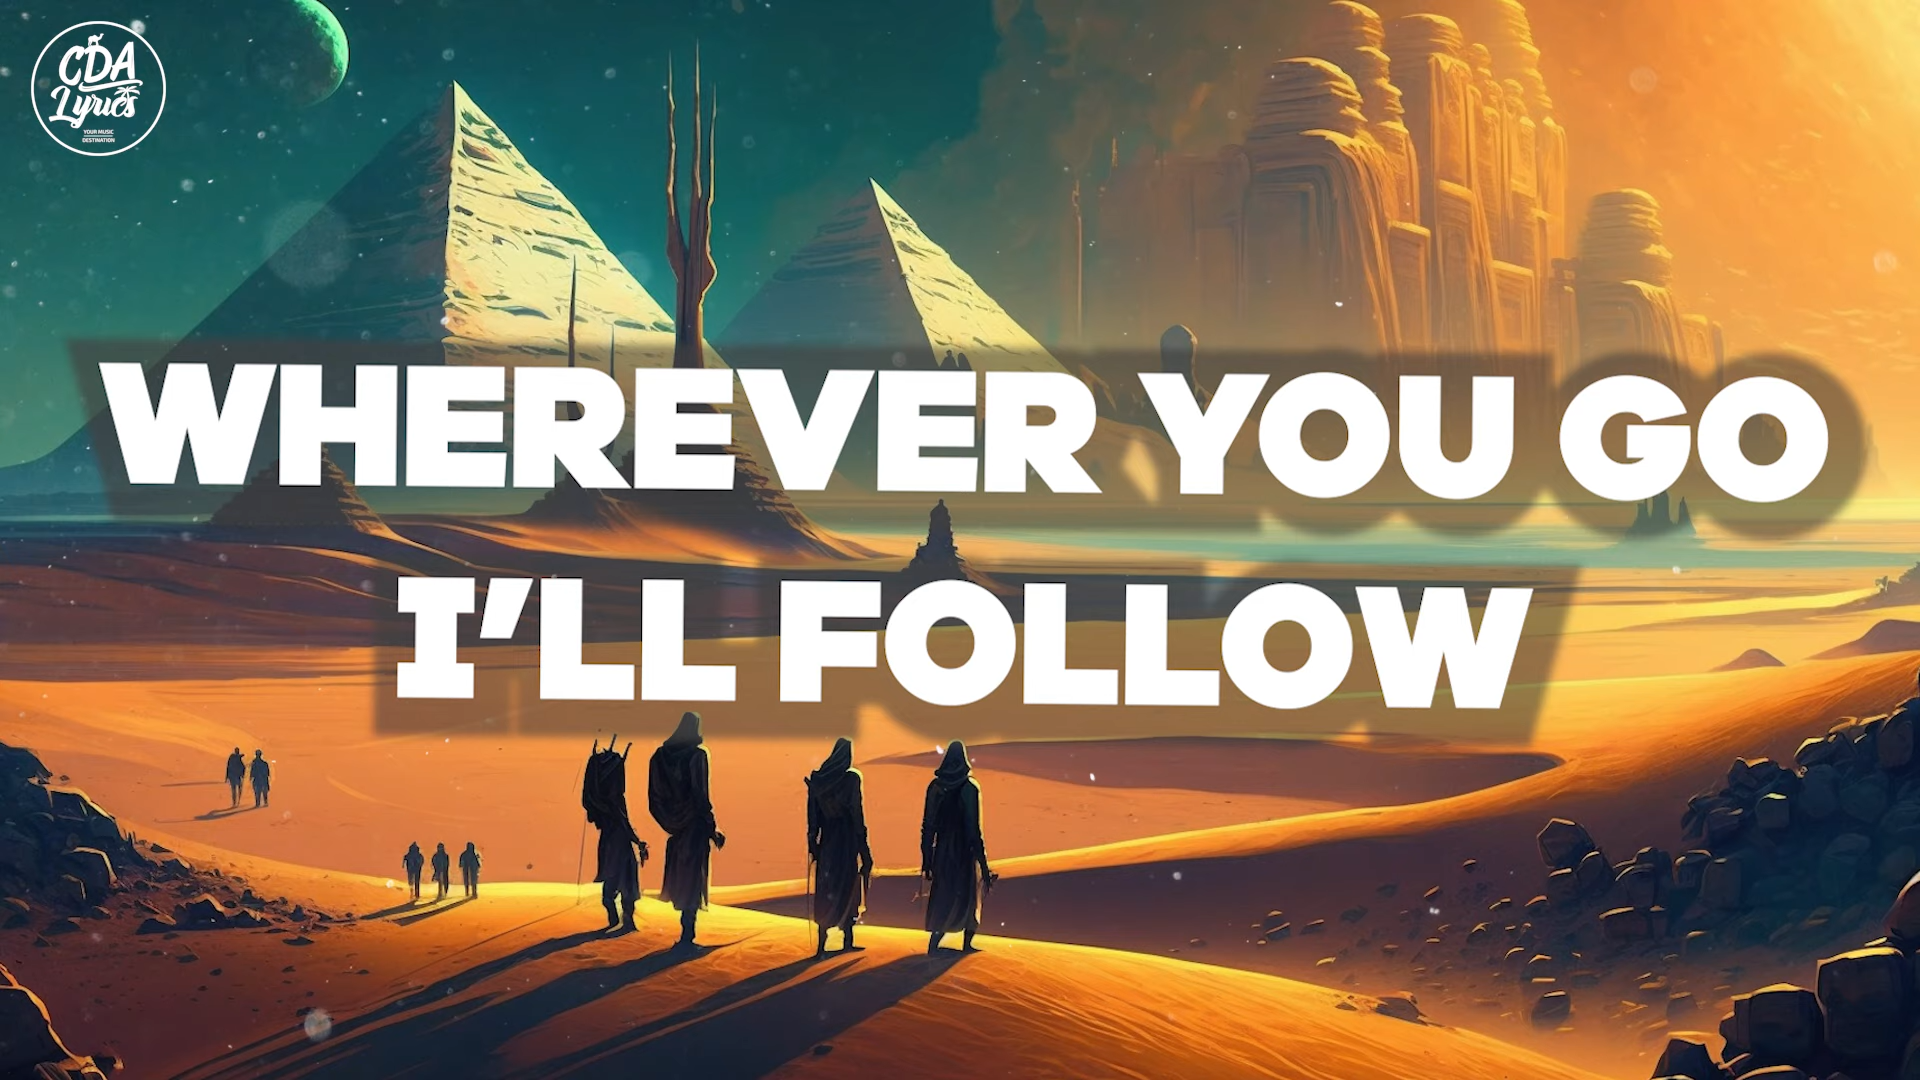 CDA
Lyrics
YOUR MUSIC
DESTINATION
WHEREVER YOU GO
I'LL FOLLOW